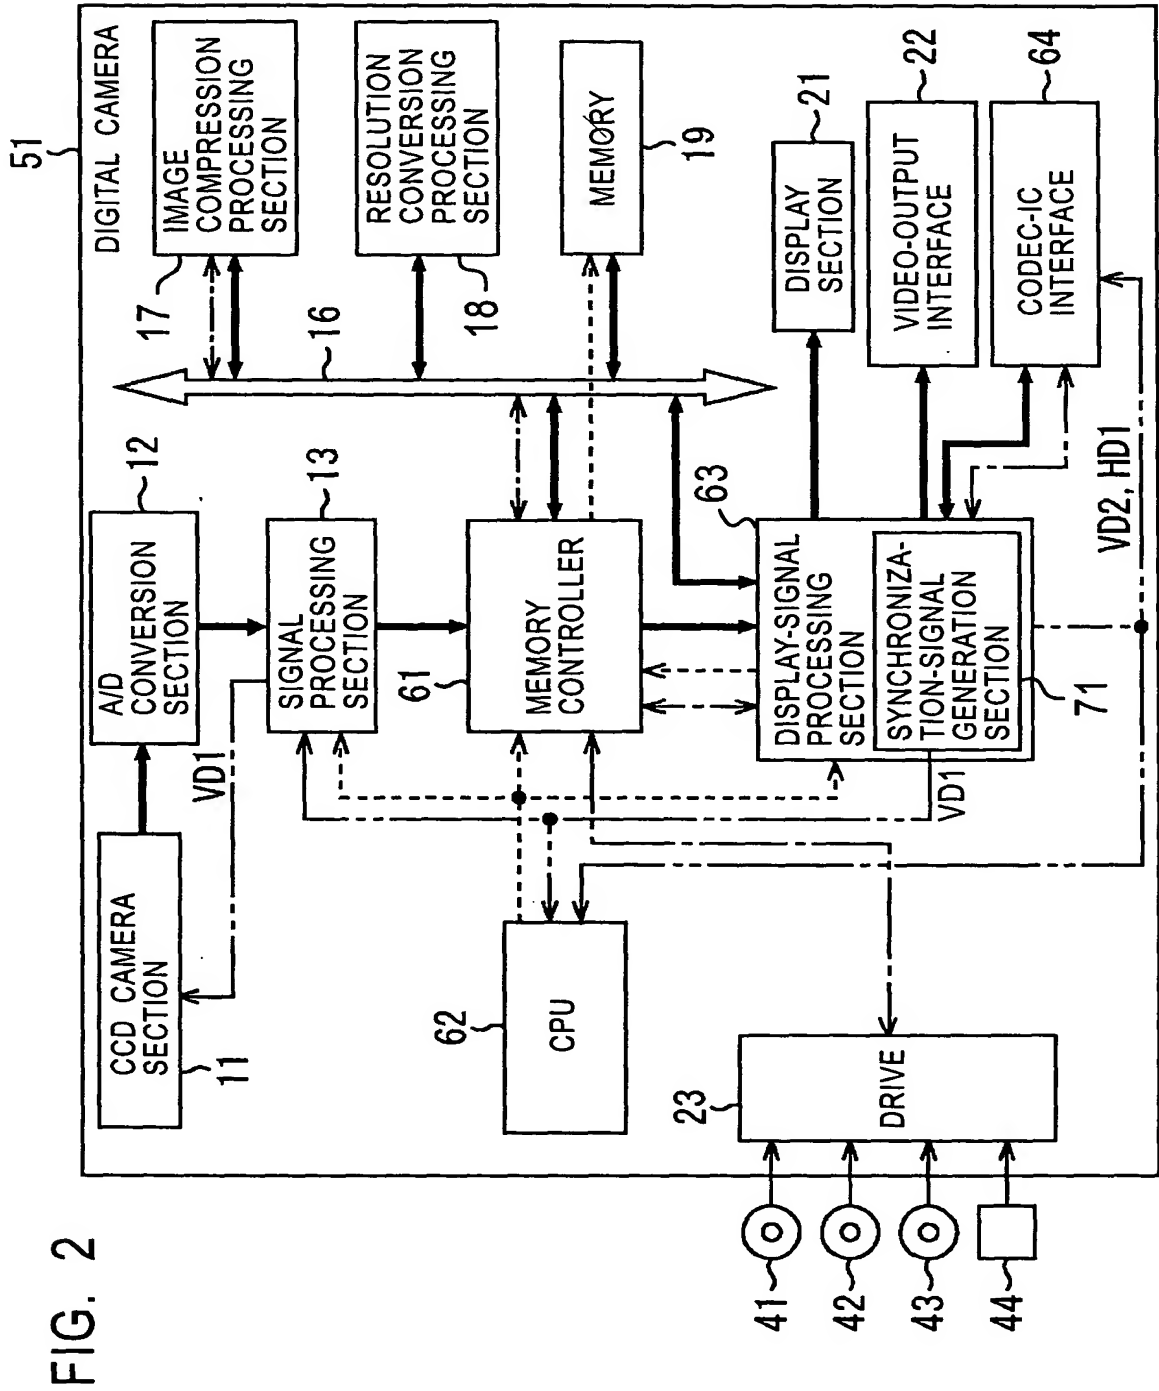 FIG. 2
51
DIGITAL CAMERA
CCD CAMERA
SECTION
11
A/D
CONVERSION
SECTION
12
VD1
SIGNAL
PROCESSING
SECTION
13
IMAGE
COMPRESSION
PROCESSING
SECTION
17
RESOLUTION
CONVERSION
PROCESSING
SECTION
18
16
MEMORY
19
MEMORY
CONTROLLER
61
CPU
62
DISPLAY-SIGNAL
PROCESSING
SECTION
63
SYNCHRONIZA-
TION-SIGNAL
GENERATION
SECTION
71
VD1
DISPLAY
SECTION
21
VIDEO-OUTPUT
INTERFACE
22
CODEC-IC
INTERFACE
64
VD2, HD1
DRIVE
23
41
42
43
44